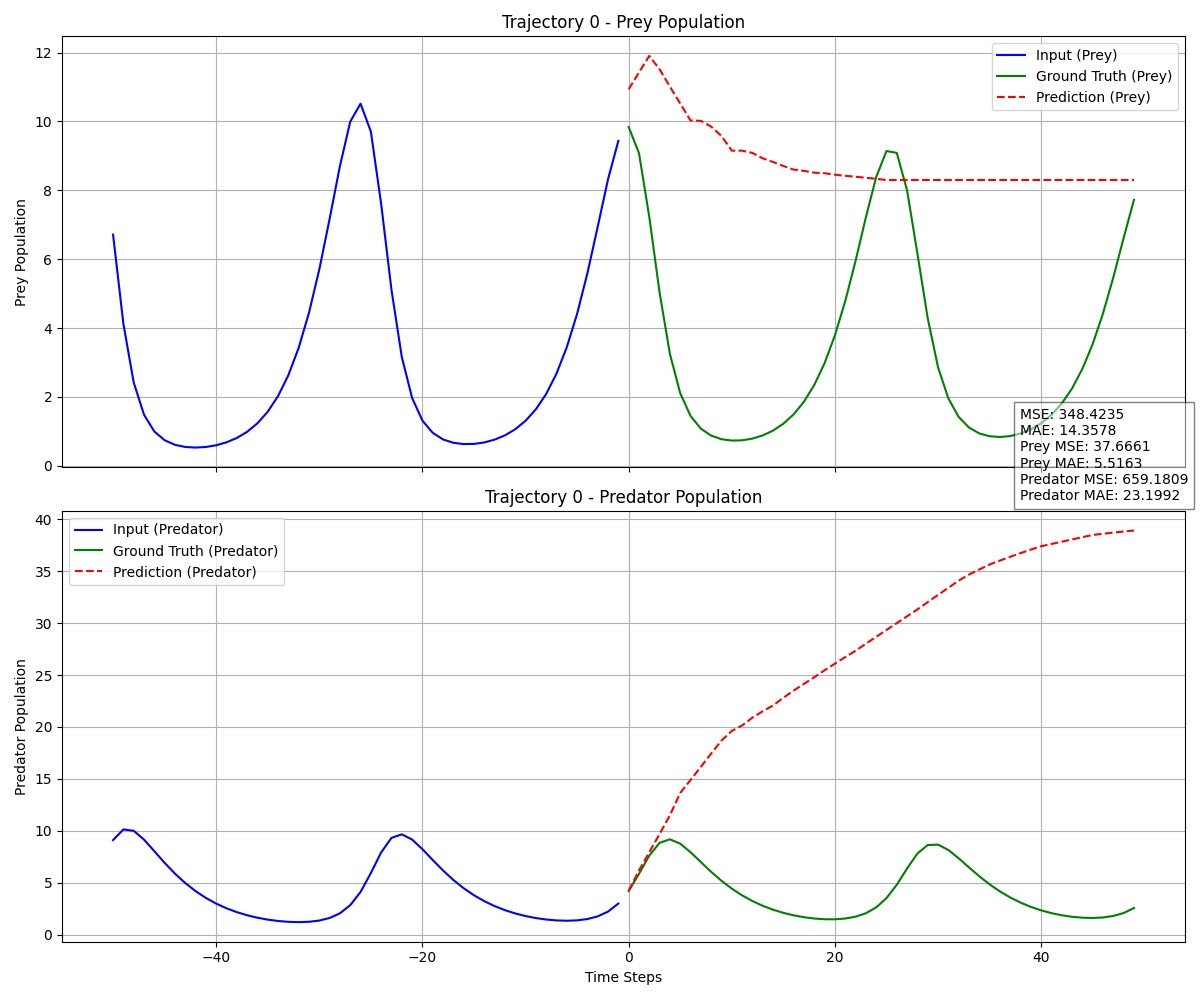 Trajectory 0 - Prey Population
12
10
8
6
4
2
0
Prey Population
Input (Prey)
Ground Truth (Prey)
Prediction (Prey)
MSE: 348.4235
MAE: 14.3578
Prey MSE: 37.6661
Prey MAE: 5.5163
Predator MSE: 659.1809
Predator MAE: 23.1992
Trajectory 0 - Predator Population
40
35
30
25
20
15
10
5
0
Predator Population
Input (Predator)
Ground Truth (Predator)
Prediction (Predator)
−40
−20
0
20
40
Time Steps